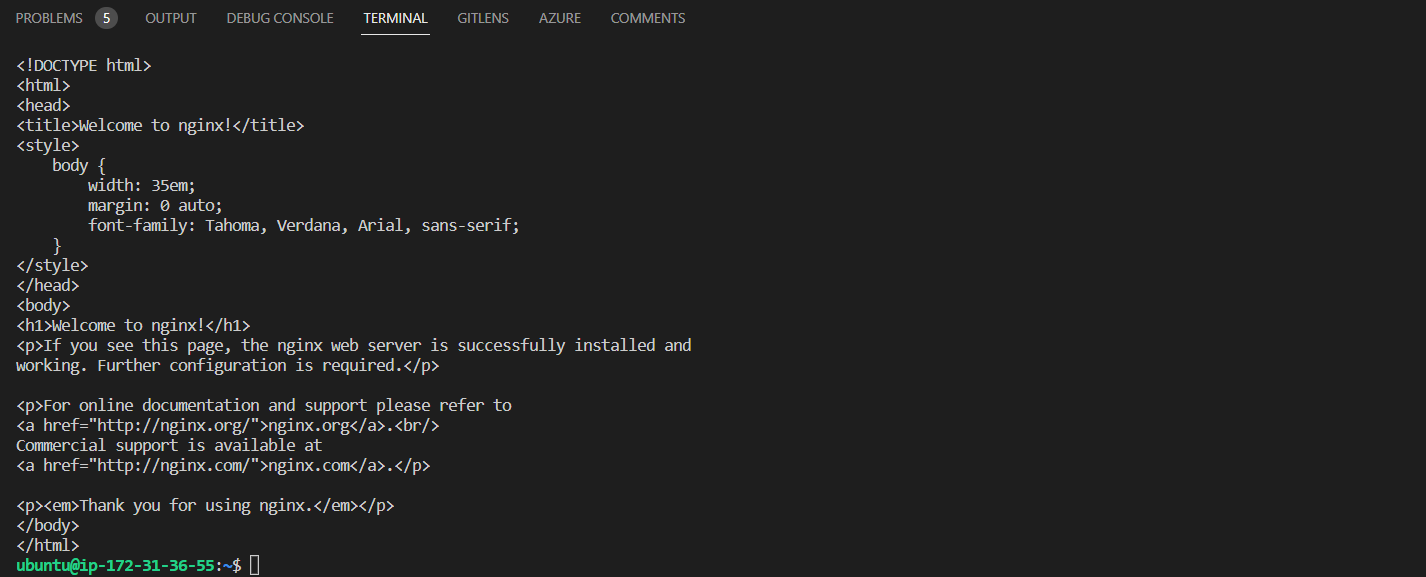 PROBLEMS 5 OUTPUT DEBUG CONSOLE TERMINAL GITLENS AZURE COMMENTS
<!DOCTYPE html>
<html>
<head>
<title>Welcome to nginx!</title>
<style>
    body {
        width: 35em;
        margin: 0 auto;
        font-family: Tahoma, Verdana, Arial, sans-serif;
    }
</style>
</head>
<body>
<h1>Welcome to nginx!</h1>
<p>If you see this page, the nginx web server is successfully installed and
working. Further configuration is required.</p>

<p>For online documentation and support please refer to
<a href="http://nginx.org/">nginx.org</a>.<br/>
Commercial support is available at
<a href="http://nginx.com/">nginx.com</a>.</p>

<p><em>Thank you for using nginx.</em></p>
</body>
</html>
ubuntu@ip-172-31-36-55:~$